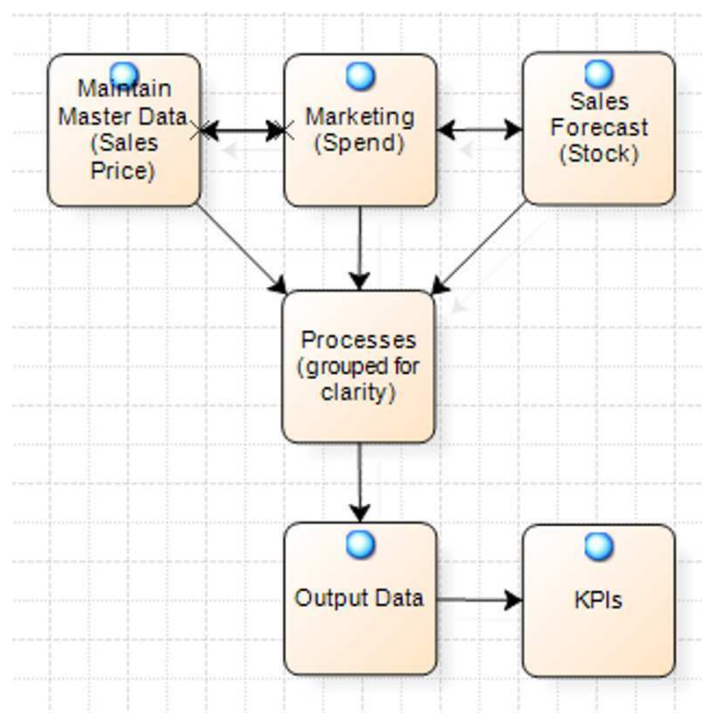 Maintain
Master Data
(Sales
Price)
Marketing
(Spend)
Sales
Forecast
(Stock)
Processes
(grouped for
clarity)
Output Data
KPIs